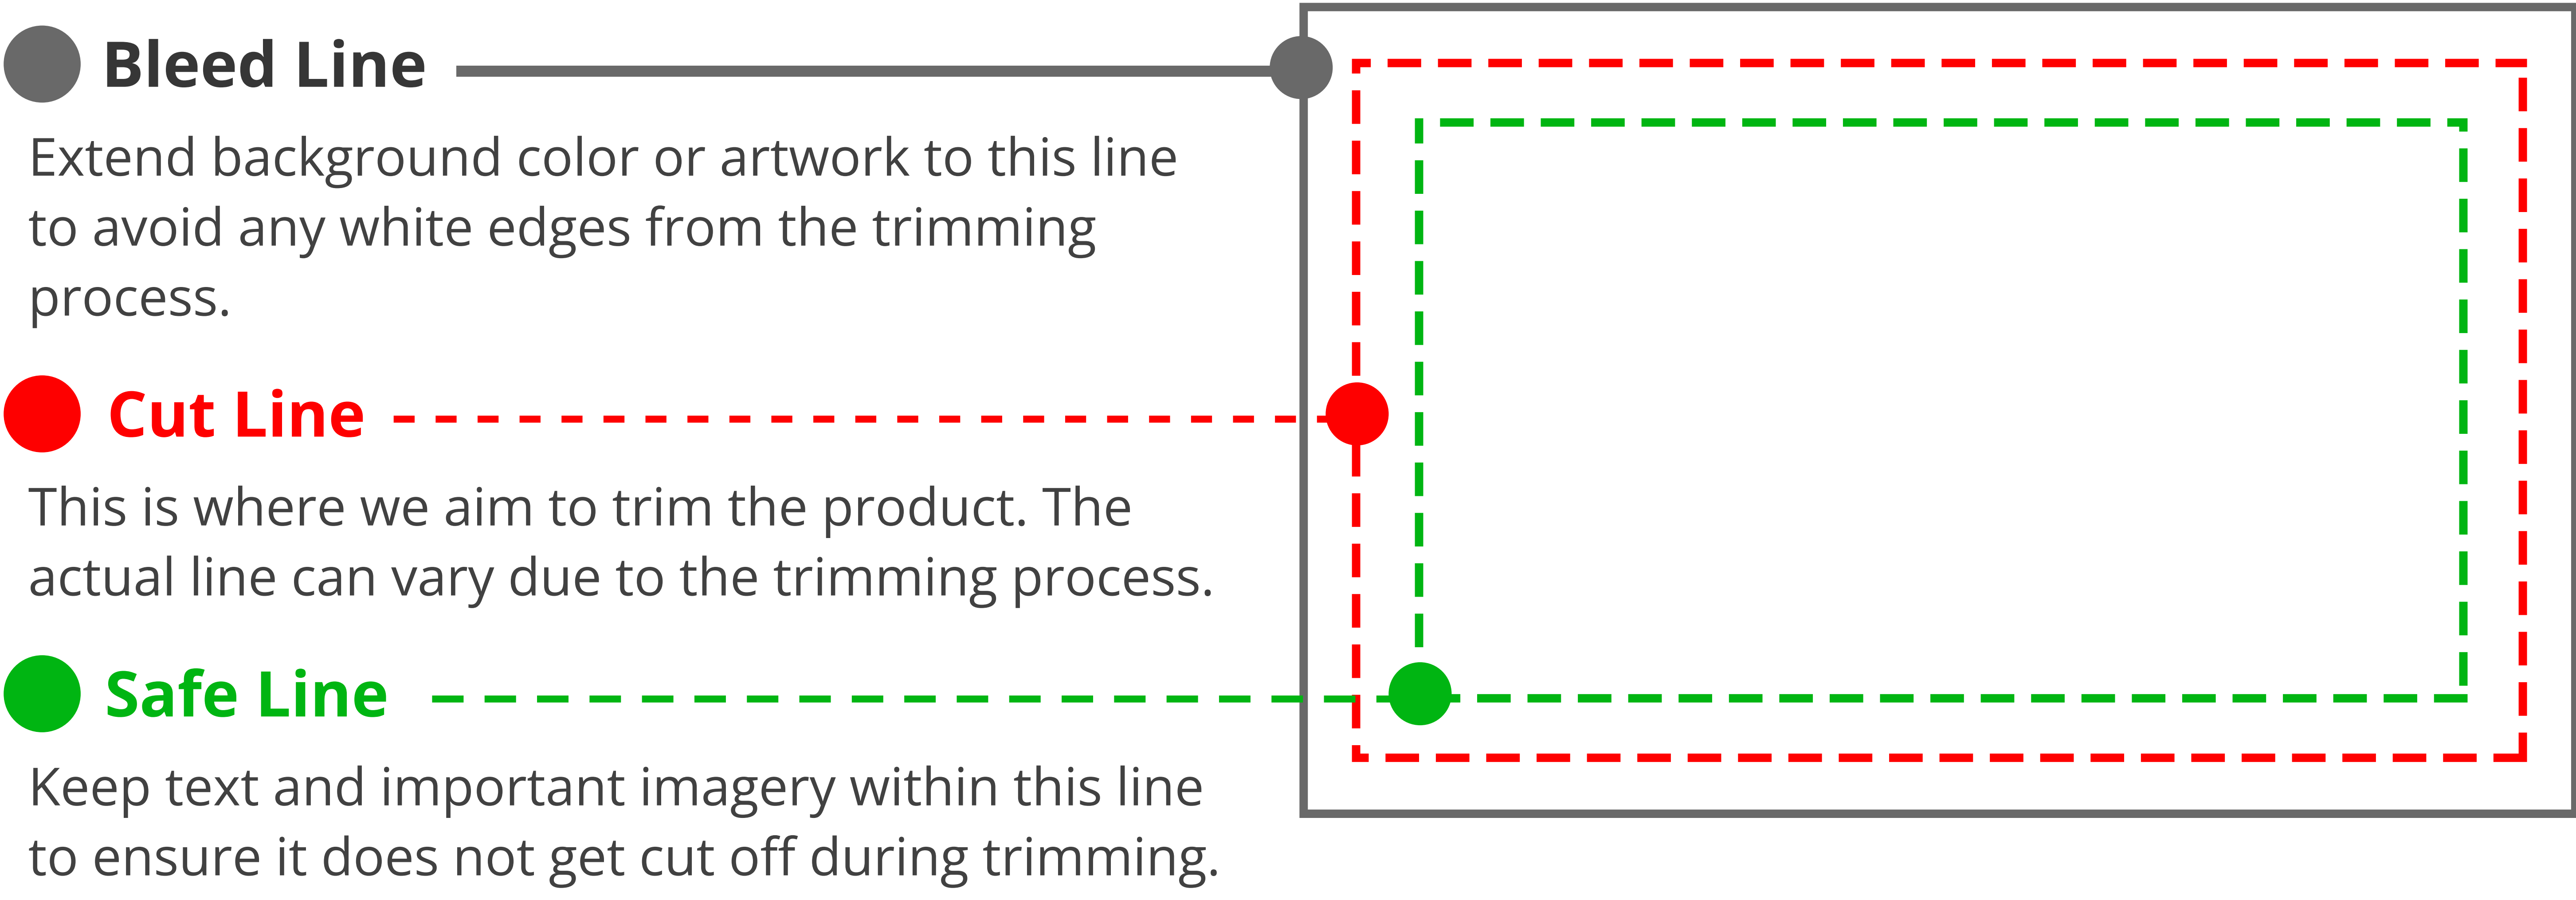 Bleed Line
Extend background color or artwork to this line
to avoid any white edges from the trimming
process.
Cut Line
This is where we aim to trim the product. The
actual line can vary due to the trimming process.
Safe Line
Keep text and important imagery within this line
to ensure it does not get cut off during trimming.